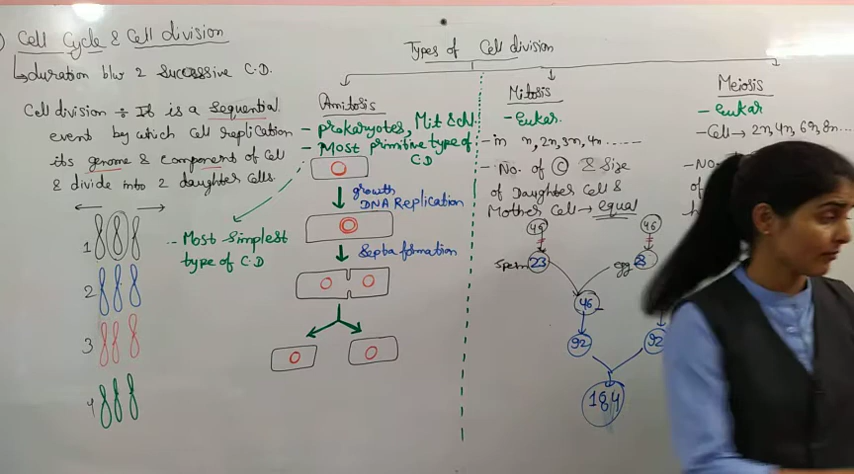 Cell Cycle & Cell division
duration b/w 2 successive C.D.
Cell division ÷ It is a Sequential
event by which Cell replication
its genome & component of Cell
& divide into 2 daughter Cells.
1
2
3
4
Types of Cell division
Amitosis
- prokaryotes, Mit &
- Most primitive type of
C.D
growth
DNA Replication
Septa formation
- Most Simplest
type of C.D
Mitosis
- Eukar.
- in n, 2n, 3n, 4n ......
- No. of C & Size
of Daughter Cell &
Mother Cell → equal
46
46
Sperm 23
egg
46
92
92
184
Meiosis
- Eukar
- Cell → 2n, 4n, 6n, 8n...
- No
of